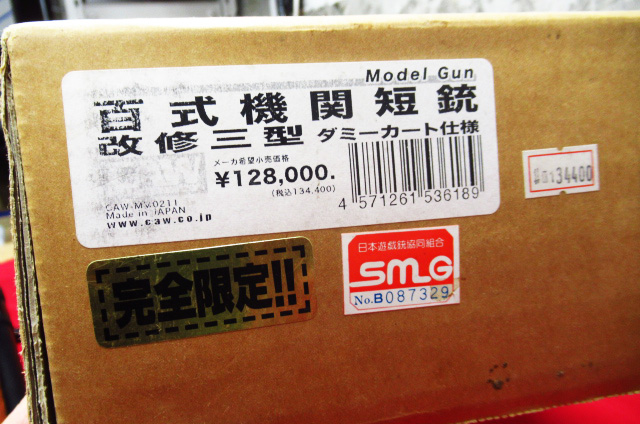 Model Gun
百式機関短銃
改修三型 ダミーカート仕様
メーカ希望小売価格
¥128,000.
(税込134,400)
CAW-MV0211
Made in JAPAN
www.caw.co.jp
4 571261 536189
34400
完全限定!!
日本遊戯銃協同組合
SMG
No.B087329